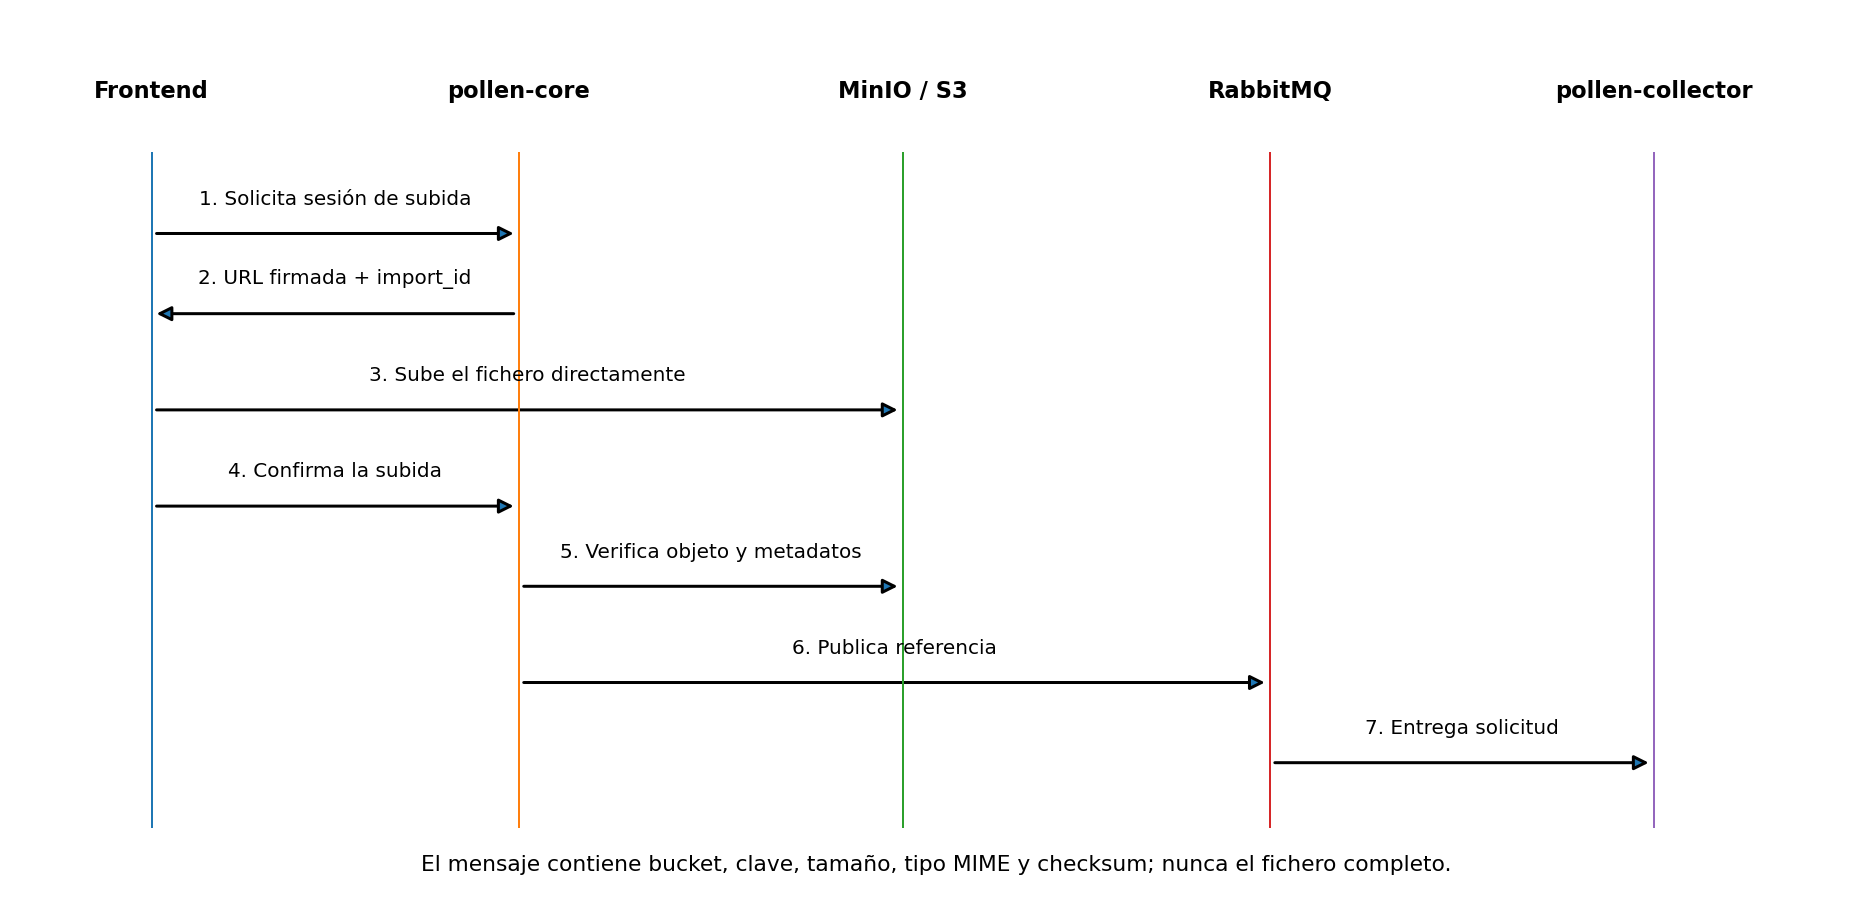 Frontend
pollen-core
MinIO / S3
RabbitMQ
pollen-collector
1. Solicita sesión de subida
2. URL firmada + import_id
3. Sube el fichero directamente
4. Confirma la subida
5. Verifica objeto y metadatos
6. Publica referencia
7. Entrega solicitud
El mensaje contiene bucket, clave, tamaño, tipo MIME y checksum; nunca el fichero completo.